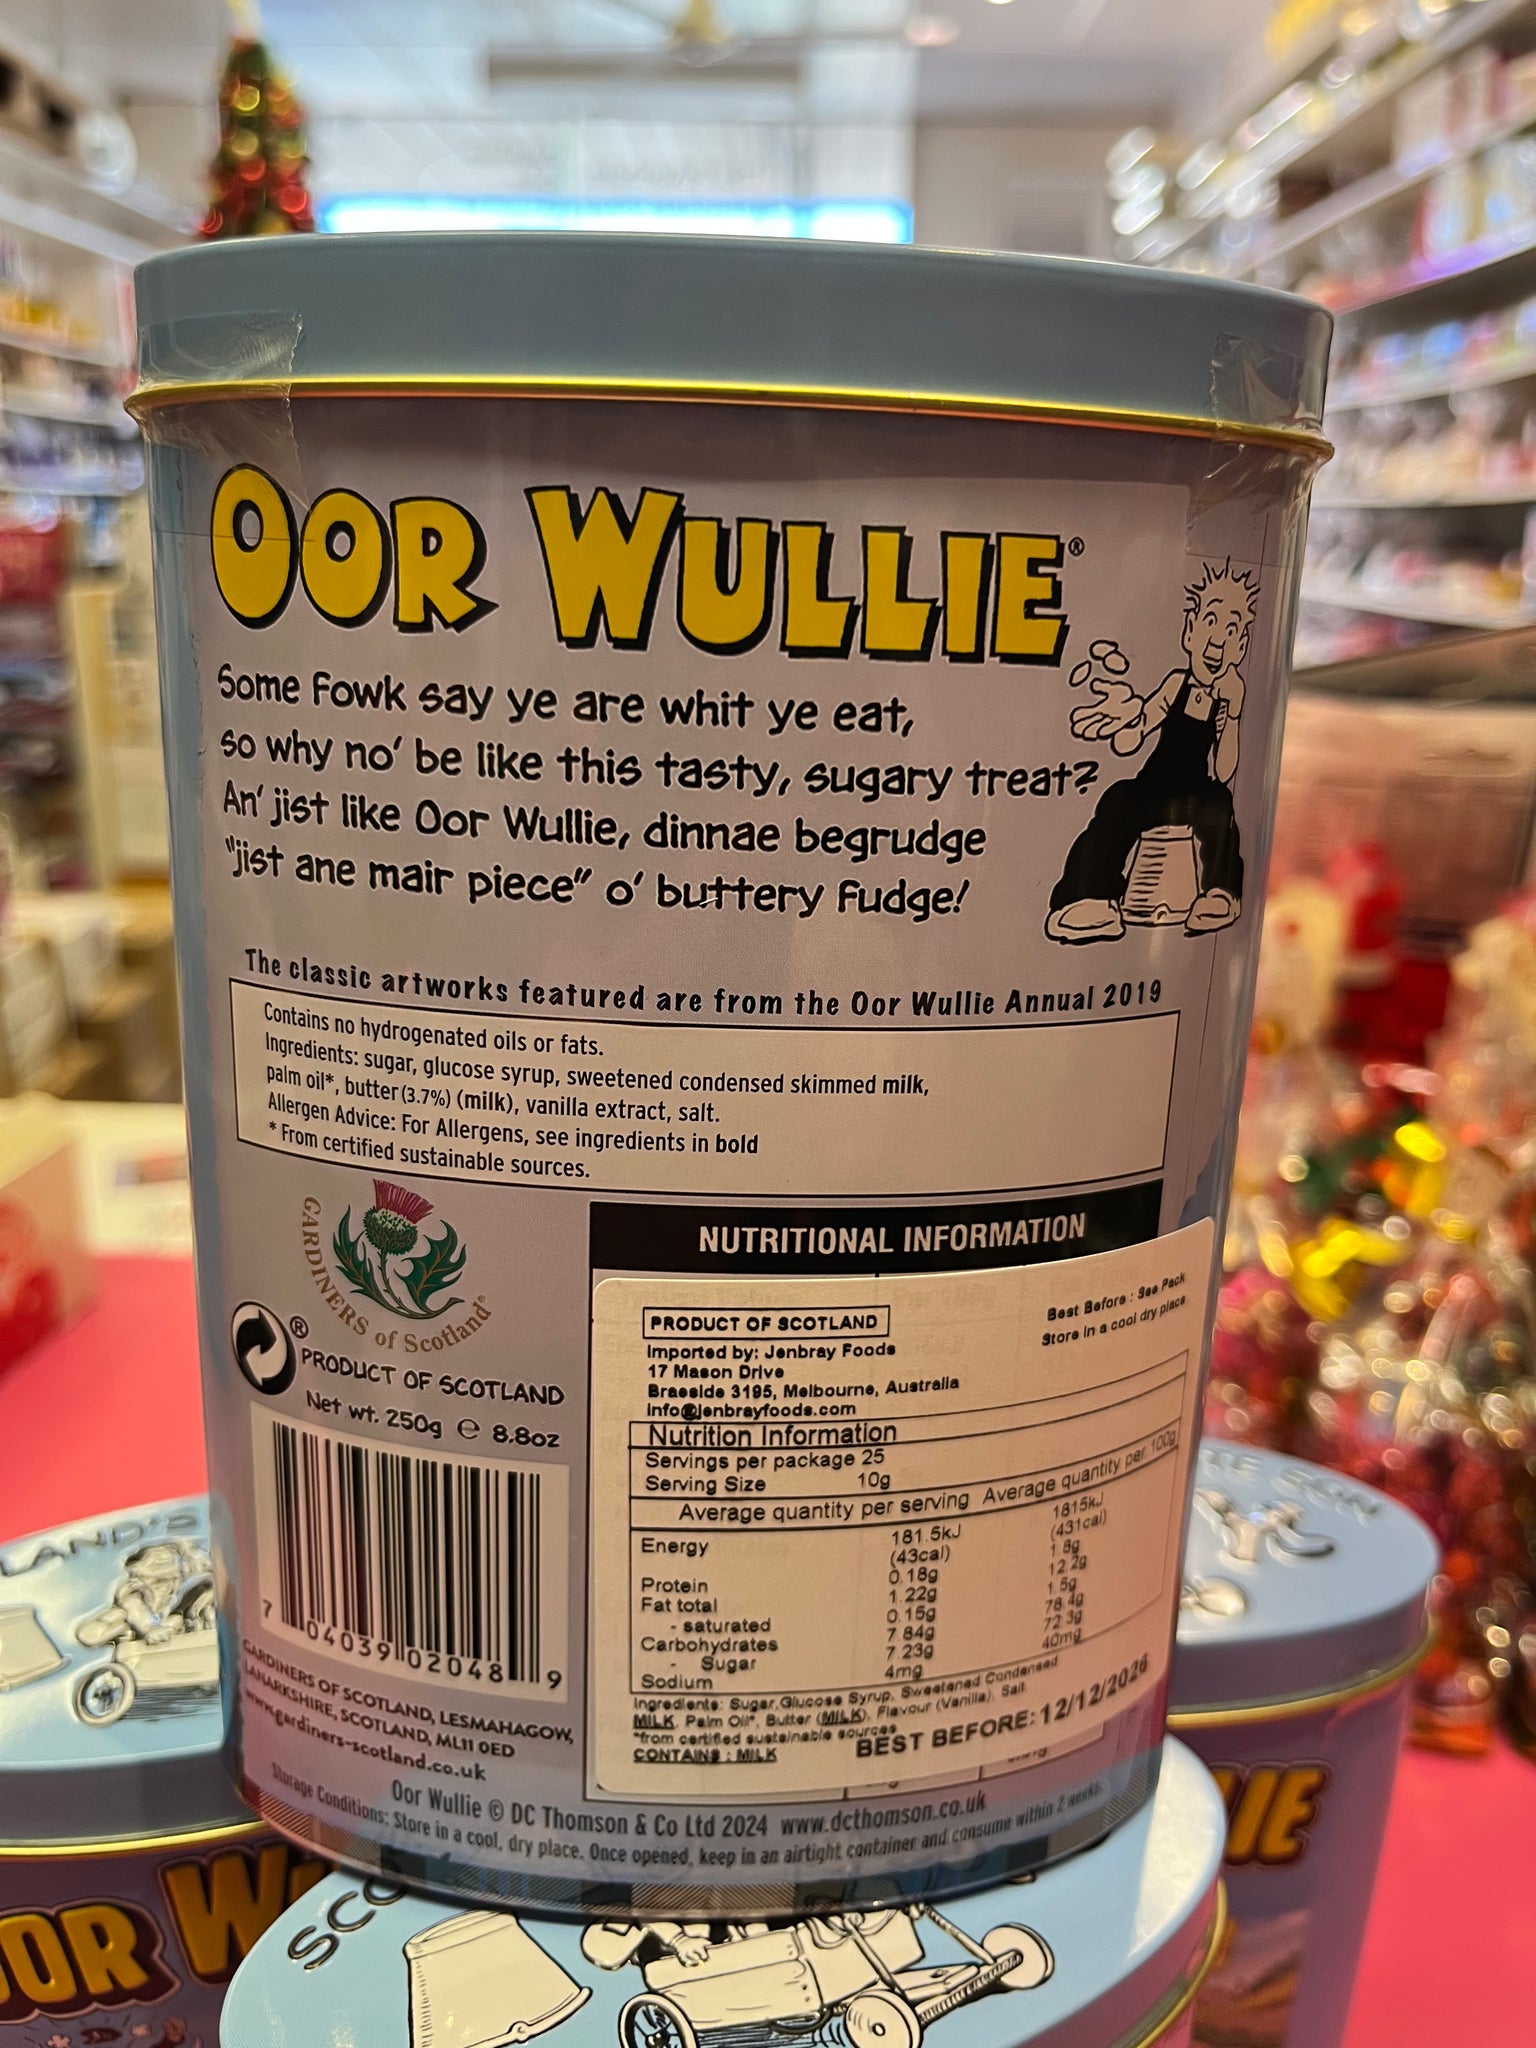 OOR WULLIE®
Some Fowk say ye are whit ye eat,
so why no' be like this tasty, sugary treat?
An' jist like Oor Wullie, dinnae begrudge
"jist ane mair piece" o' buttery Fudge!
The classic artworks featured are from the Oor Wullie Annual 2019
Contains no hydrogenated oils or fats.
Ingredients: sugar, glucose syrup, sweetened condensed skimmed milk,
palm oil*, butter (3.7%) (milk), vanilla extract, salt.
Allergen Advice: For Allergens, see ingredients in bold
* From certified sustainable sources.
GARDINERS of Scotland®
®
PRODUCT OF SCOTLAND
Net wt. 250g ℮ 8.8oz
7 04039 02048 9
GARDINERS OF SCOTLAND, LESMAHAGOW,
LANARKSHIRE, SCOTLAND, ML11 0ED
www.gardiners-scotland.co.uk
NUTRITIONAL INFORMATION
PRODUCT OF SCOTLAND
Best Before : See Pack
Store in a cool dry place
Imported by: Jenbray Foods
17 Mason Drive
Braeside 3195, Melbourne, Australia
info@jenbrayfoods.com
Nutrition Information
Servings per package 25
Serving Size 10g
Average quantity per serving Average quantity per 100g
Energy 181.5kJ 1815kJ
(43cal) (431cal)
Protein 0.18g 1.8g
Fat total 1.22g 12.2g
- saturated 0.15g 1.5g
Carbohydrates 7.84g 78.4g
- Sugar 7.23g 72.3g
Sodium 4mg 40mg
Ingredients: Sugar, Glucose Syrup, Sweetened Condensed
MILK, Palm Oil*, Butter (MILK), Flavour (Vanilla), Salt
*from certified sustainable sources
CONTAINS : MILK
BEST BEFORE: 12/12/2026
Oor Wullie © DC Thomson & Co Ltd 2024 www.dcthomson.co.uk
Storage Conditions: Store in a cool, dry place. Once opened, keep in an airtight container and consume within 2 weeks.
LAND'S
SCO
SON
OOR W
LIE